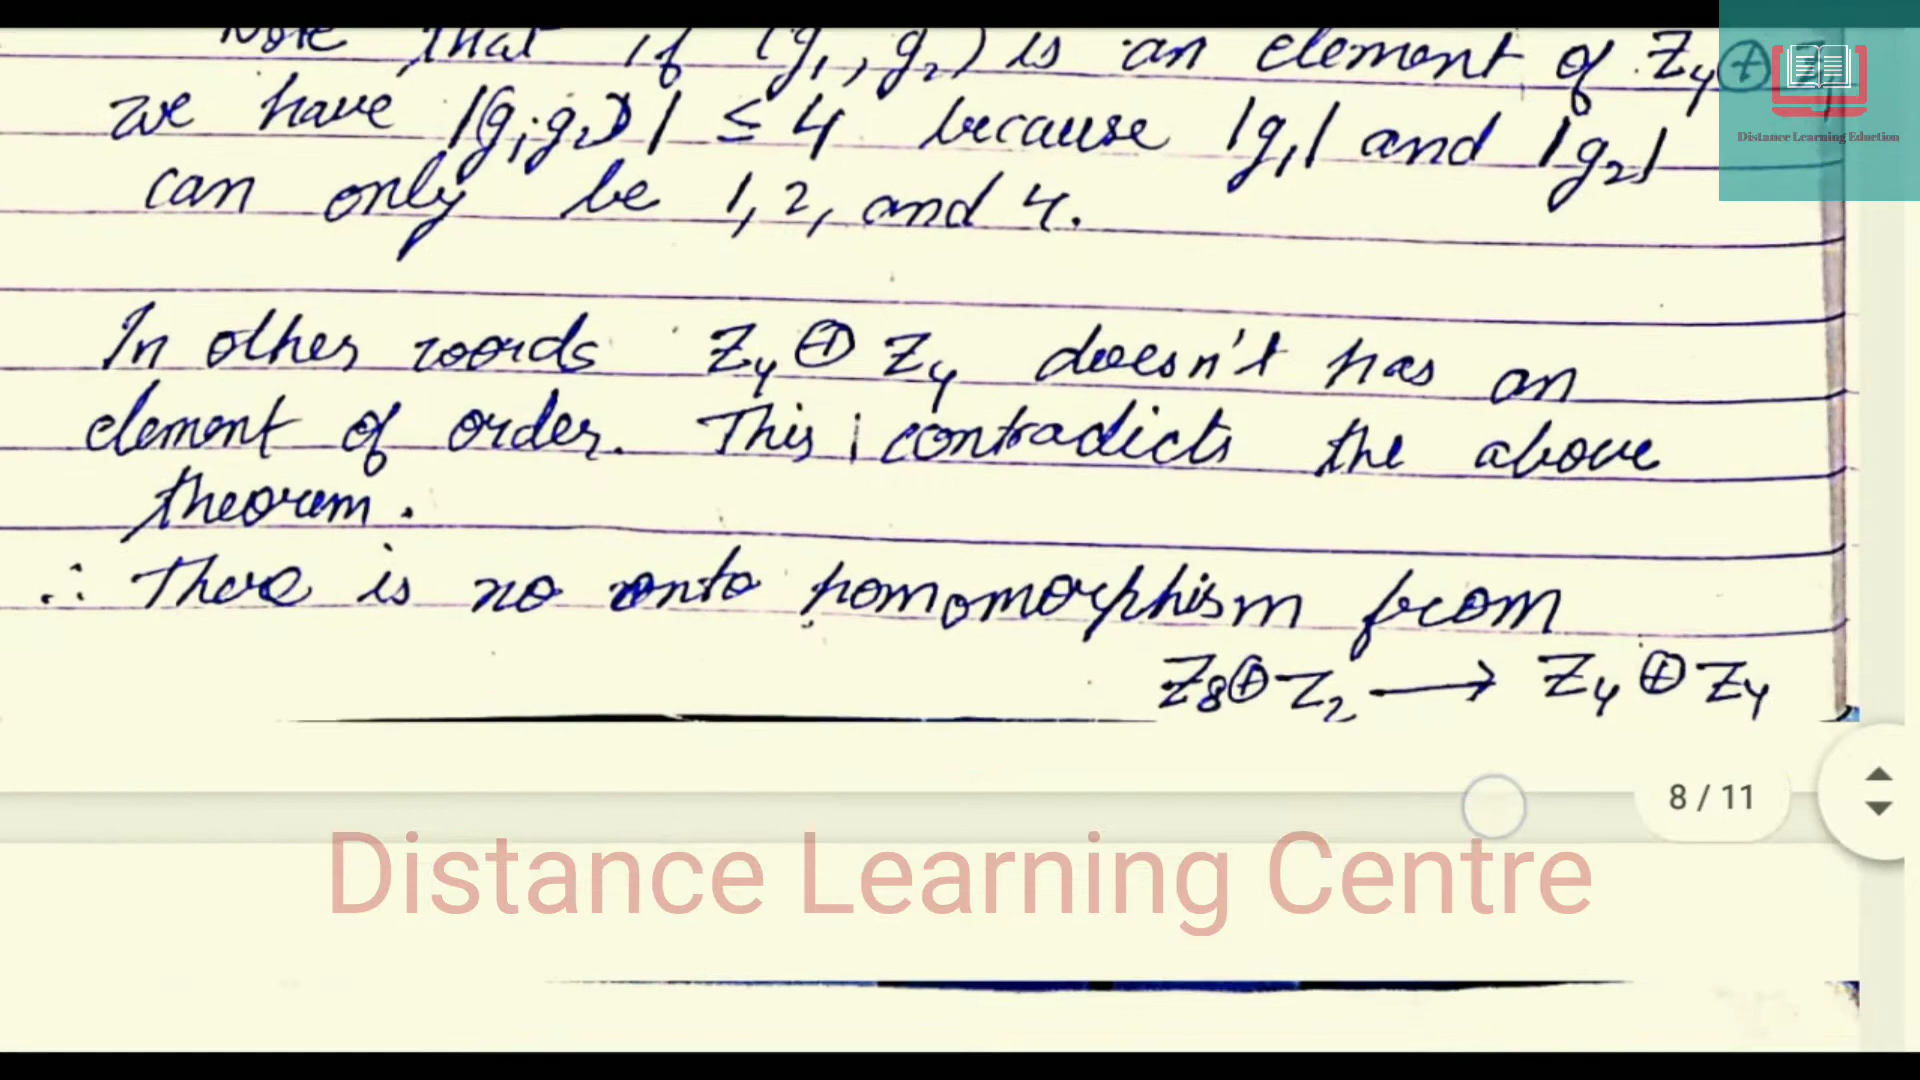 Note that if (g₁, g₂) is an element of Z₄ ⊕ Z₄
we have |(g₁, g₂)| ≤ 4 because |g₁| and |g₂|
can only be 1, 2, and 4.
In other words Z₄ ⊕ Z₄ doesn't has an
element of order. This contradicts the above
theorem.
∴ There is no onto homomorphism from
Z₈ ⊕ Z₂ → Z₄ ⊕ Z₄
Distance Learning Eduction
8 / 11
Distance Learning Centre